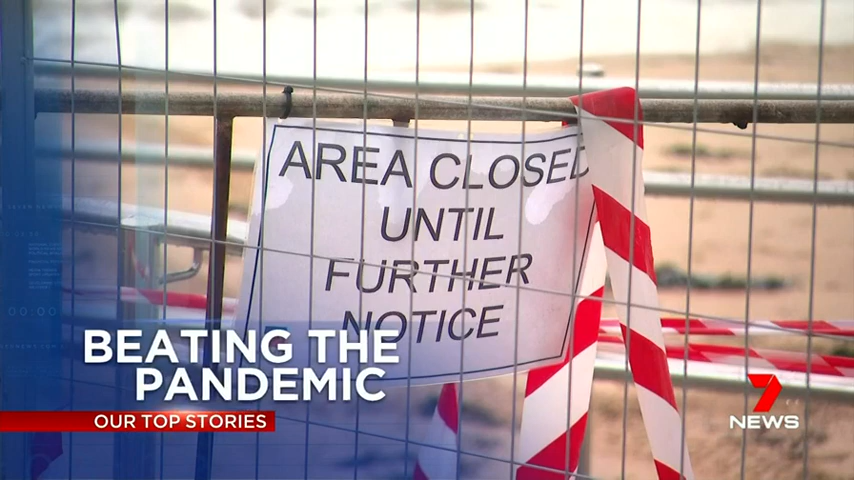 AREA CLOSED
UNTIL
FURTHER
NOTICE
BEATING THE
PANDEMIC
OUR TOP STORIES
7
NEWS